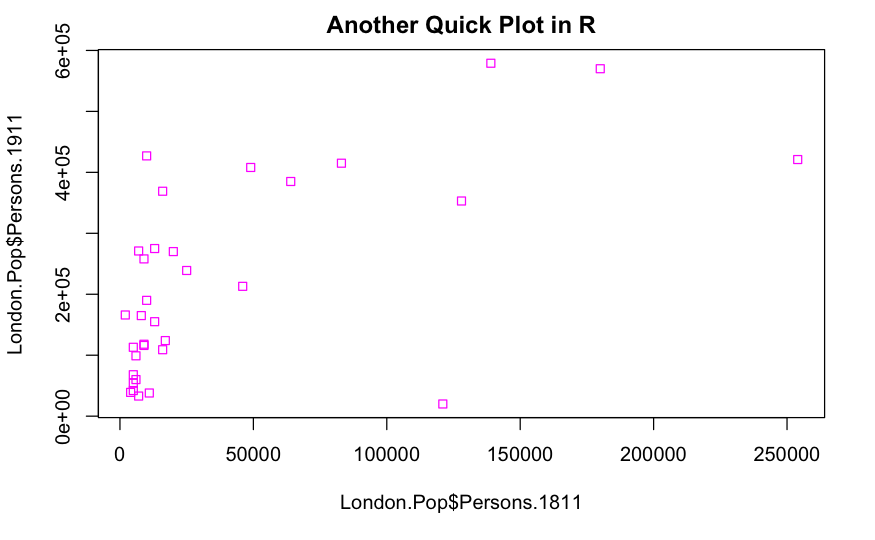 Another Quick Plot in R
London.Pop$Persons.1911
6e+05
4e+05
2e+05
0e+00
0 50000 100000 150000 200000 250000
London.Pop$Persons.1811